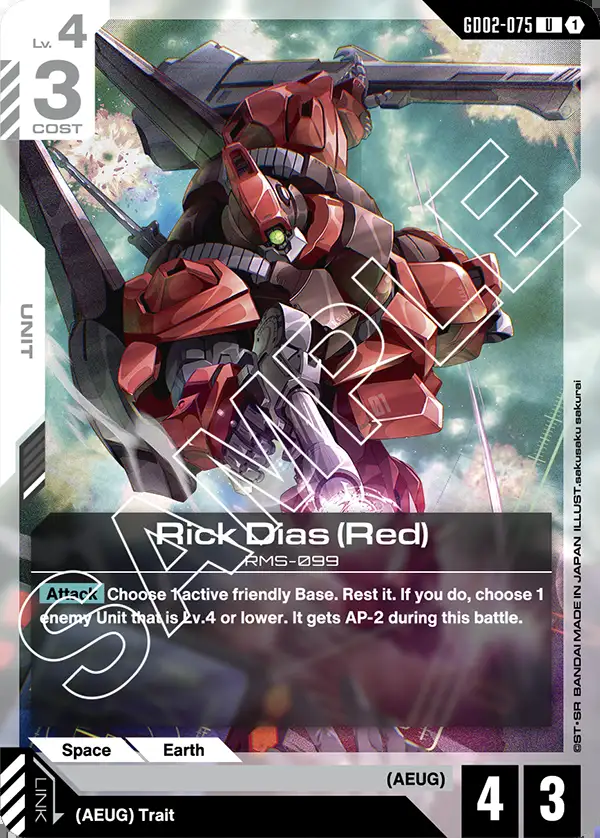 GD02-075 U 1
Lv. 4
3
COST
UNIT
SAMPLE
Rick Dias (Red)
RMS-099
Attack Choose 1 active friendly Base. Rest it. If you do, choose 1
enemy Unit that is Lv.4 or lower. It gets AP-2 during this battle.
©ST・SR BANDAI MADE IN JAPAN ILLUST.sakusaku sakurai
Space Earth
(AEUG)
LINK
(AEUG) Trait
4 3